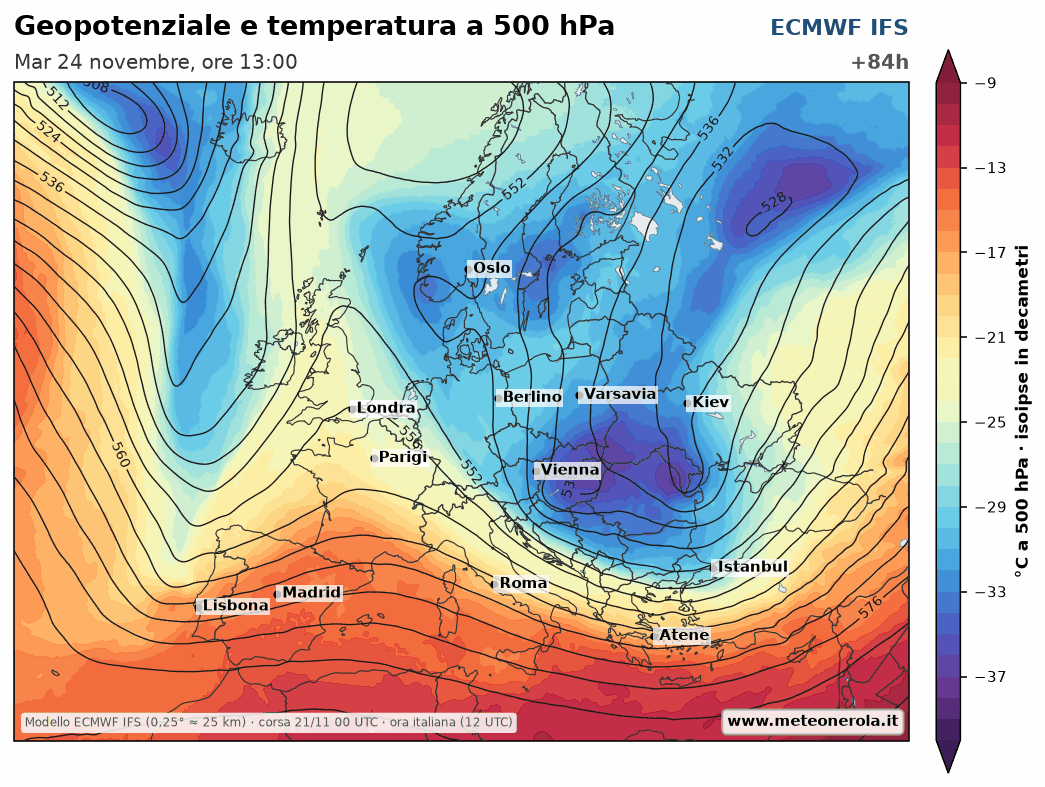 Geopotenziale e temperatura a 500 hPa
ECMWF IFS
Mar 24 novembre, ore 13:00
+84h
508
512
524
536
536
532
528
552
560
556
552
576
Oslo
Berlino
Varsavia
Kiev
Londra
Parigi
Vienna
Istanbul
Roma
Madrid
Lisbona
Atene
−9
−13
−17
−21
−25
−29
−33
−37
°C a 500 hPa · isoipse in decametri
Modello ECMWF IFS (0,25° ≈ 25 km) · corsa 21/11 00 UTC · ora italiana (12 UTC)
www.meteonerola.it